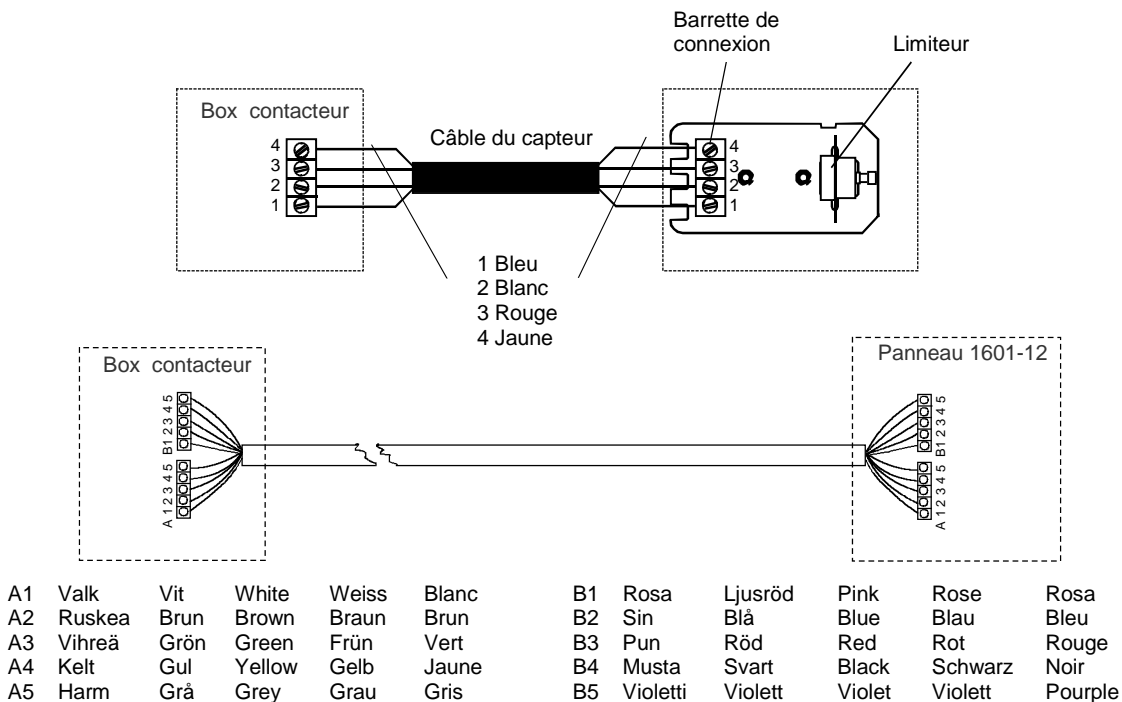 Barrette de
connexion
Limiteur
Box contacteur
Câble du capteur
4
3
2
1
4
3
2
1
1 Bleu
2 Blanc
3 Rouge
4 Jaune
Box contacteur
Panneau 1601-12
B1 2 3 4 5
A 1 2 3 4 5
B1 2 3 4 5
A 1 2 3 4 5
A1 Valk Vit White Weiss Blanc B1 Rosa Ljusröd Pink Rose Rosa
A2 Ruskea Brun Brown Braun Brun B2 Sin Blå Blue Blau Bleu
A3 Vihreä Grön Green Frün Vert B3 Pun Röd Red Rot Rouge
A4 Kelt Gul Yellow Gelb Jaune B4 Musta Svart Black Schwarz Noir
A5 Harm Grå Grey Grau Gris B5 Violetti Violett Violet Violett Pourple